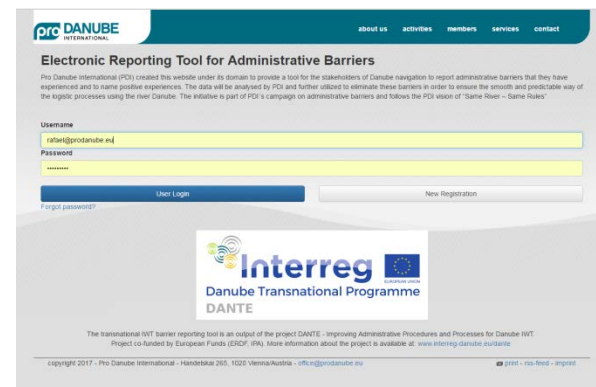 pro DANUBE
INTERNATIONAL
about us activities members services contact
Electronic Reporting Tool for Administrative Barriers
Pro Danube International (PDI) created this website under its domain to provide a tool for the stakeholders of Danube navigation to report administrative barriers that they have
experienced and to name positive experiences. The data will be analysed by PDI and further utilized to eliminate these barriers in order to ensure the smooth and predictable way of
the logistic processes using the river Danube. The initiative is part of PDI's campaign on administrative barriers and follows the PDI vision of "Same River – Same Rules"
Username
rafael@prodanube.eu
Password
User Login
New Registration
Forgot password?
Interreg
EUROPEAN UNION
Danube Transnational Programme
DANTE
The transnational IWT barrier reporting tool is an output of the project DANTE - Improving Administrative Procedures and Processes for Danube IWT.
Project co-funded by European Funds (ERDF, IPA). More information about the project is available at: www.interreg-danube.eu/dante
copyright 2017 - Pro Danube International - Handelskai 265, 1020 Vienna/Austria - office@prodanube.eu
print - rss-feed - imprint